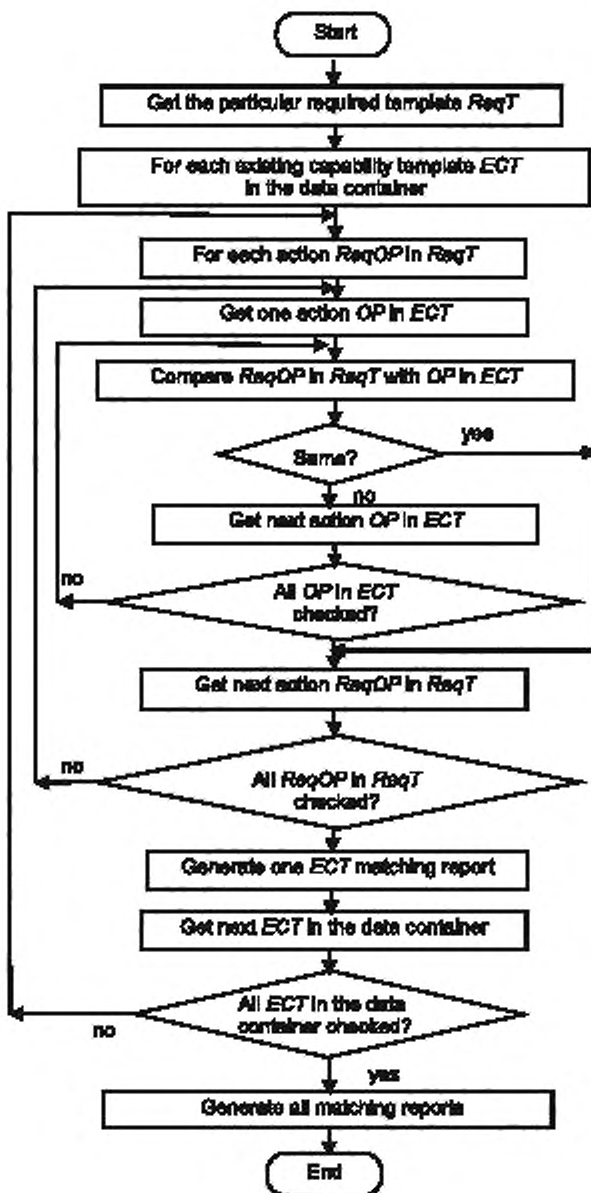 Start
Get the particular required template ReqT
For each existing capability template ECT
in the data container
For each action ReqOP in ReqT
Get one action OP in ECT
Compare ReqOP in ReqT with OP in ECT
Same?
yes
no
Get next action OP in ECT
All OP in ECT
checked?
no
Get next action ReqOP in ReqT
All ReqOP in ReqT
checked?
no
Generate one ECT matching report
Get next ECT in the data container
All ECT in the data
container checked?
no
yes
Generate all matching reports
End